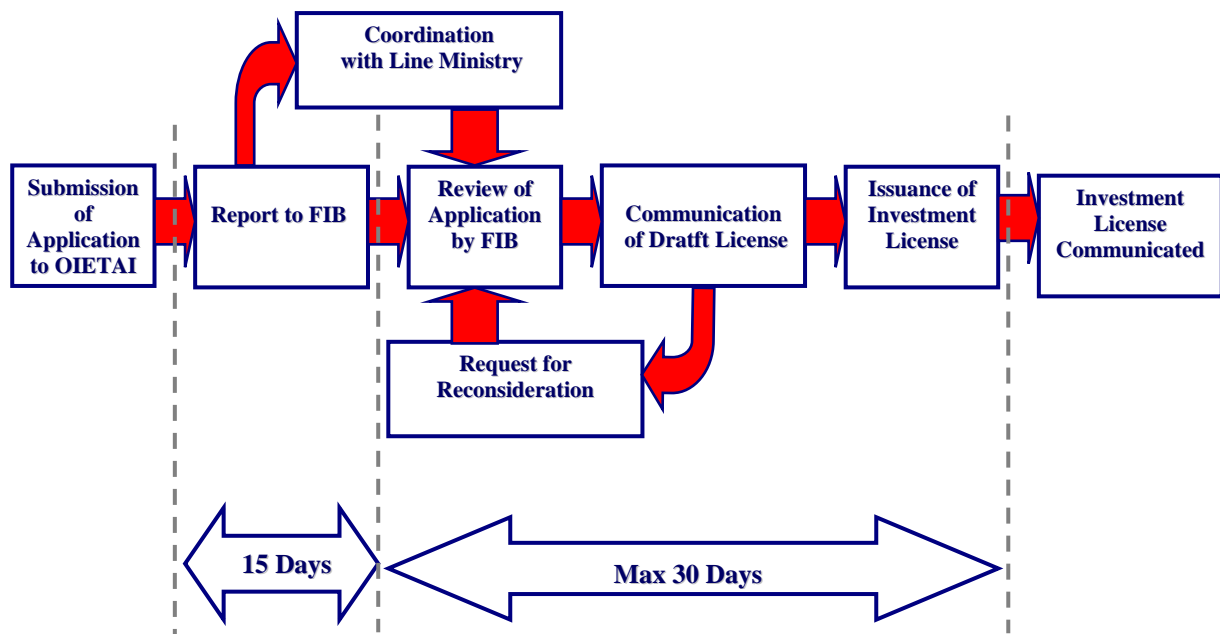 Coordination
with Line Ministry
Submission
of
Application
to OIETAI
Report to FIB
Review of
Application
by FIB
Communication
of Dratft License
Issuance of
Investment
License
Investment
License
Communicated
Request for
Reconsideration
15 Days
Max 30 Days